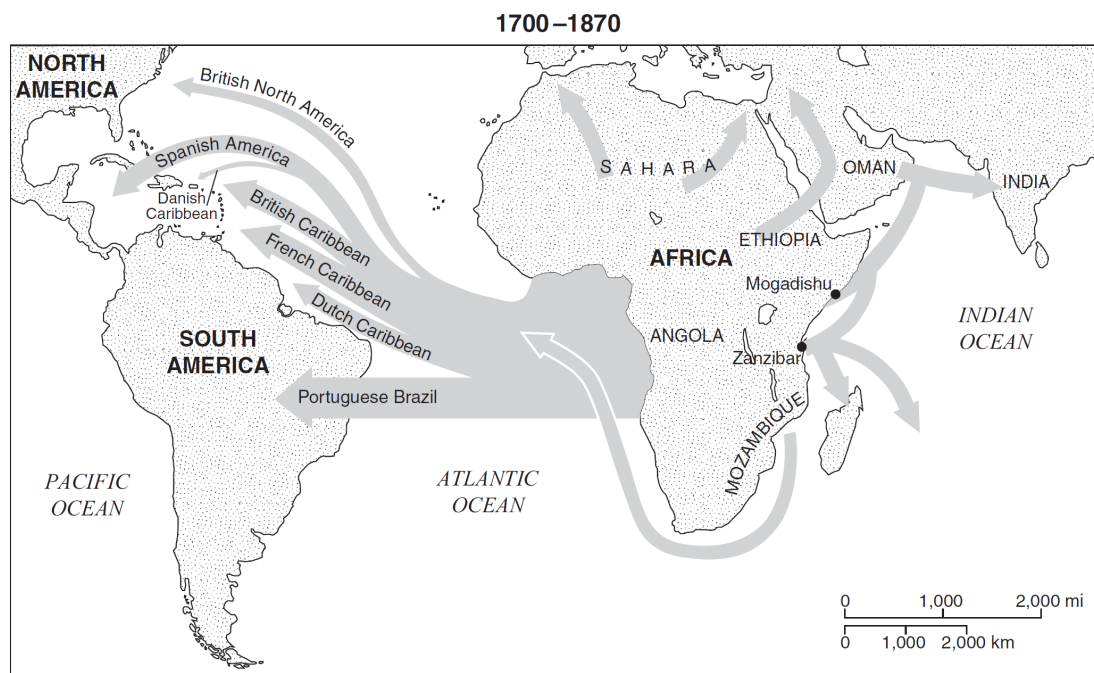 1700–1870
NORTH
AMERICA
British North America
Spanish America
Danish/
Caribbean
British Caribbean
French Caribbean
Dutch Caribbean
SOUTH
AMERICA
Portuguese Brazil
SAHARA
OMAN
INDIA
ETHIOPIA
AFRICA
Mogadishu
ANGOLA
Zanzibar
MOZAMBIQUE
INDIAN
OCEAN
PACIFIC
OCEAN
ATLANTIC
OCEAN
0 1,000 2,000 mi
0 1,000 2,000 km